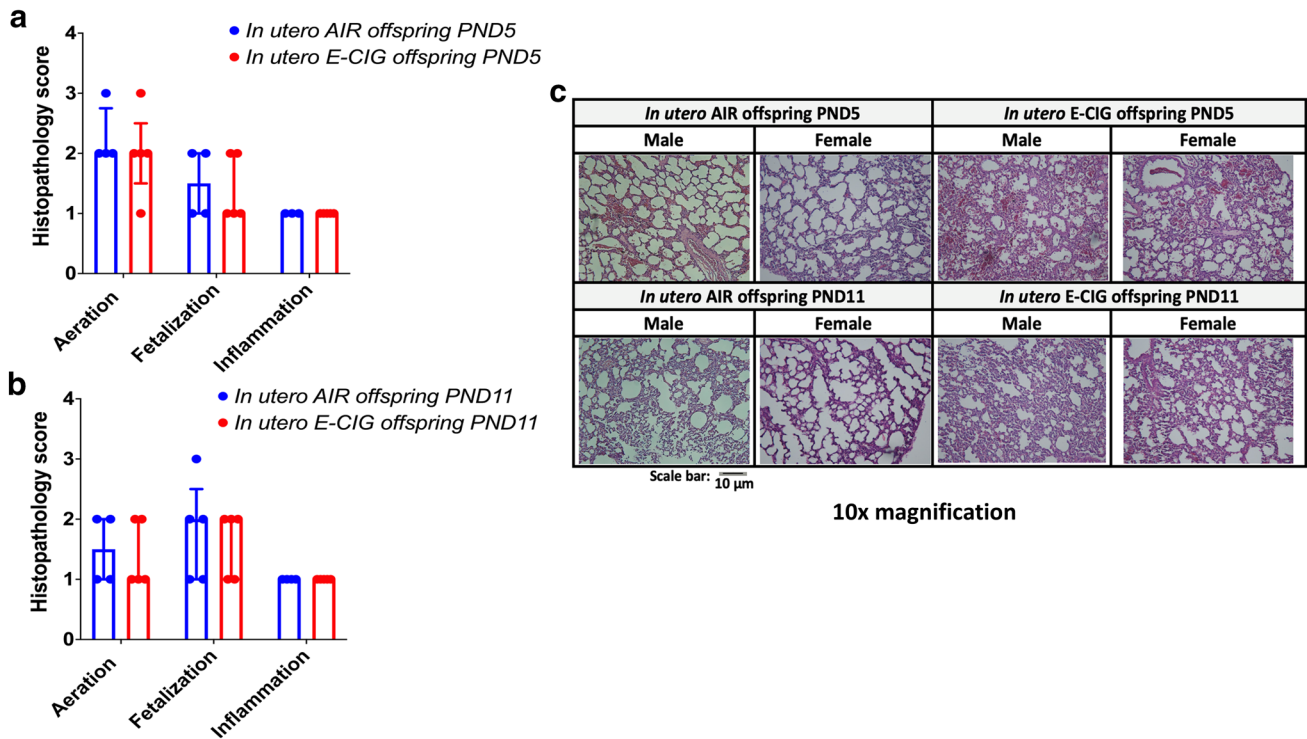 a
In utero AIR offspring PND5
In utero E-CIG offspring PND5
Histopathology score
4
3
2
1
0
Aeration
Fetalization
Inflammation
b
In utero AIR offspring PND11
In utero E-CIG offspring PND11
Histopathology score
4
3
2
1
0
Aeration
Fetalization
Inflammation
c
In utero AIR offspring PND5 In utero E-CIG offspring PND5
Male Female Male Female
In utero AIR offspring PND11 In utero E-CIG offspring PND11
Male Female Male Female
Scale bar:
10 μm
10x magnification